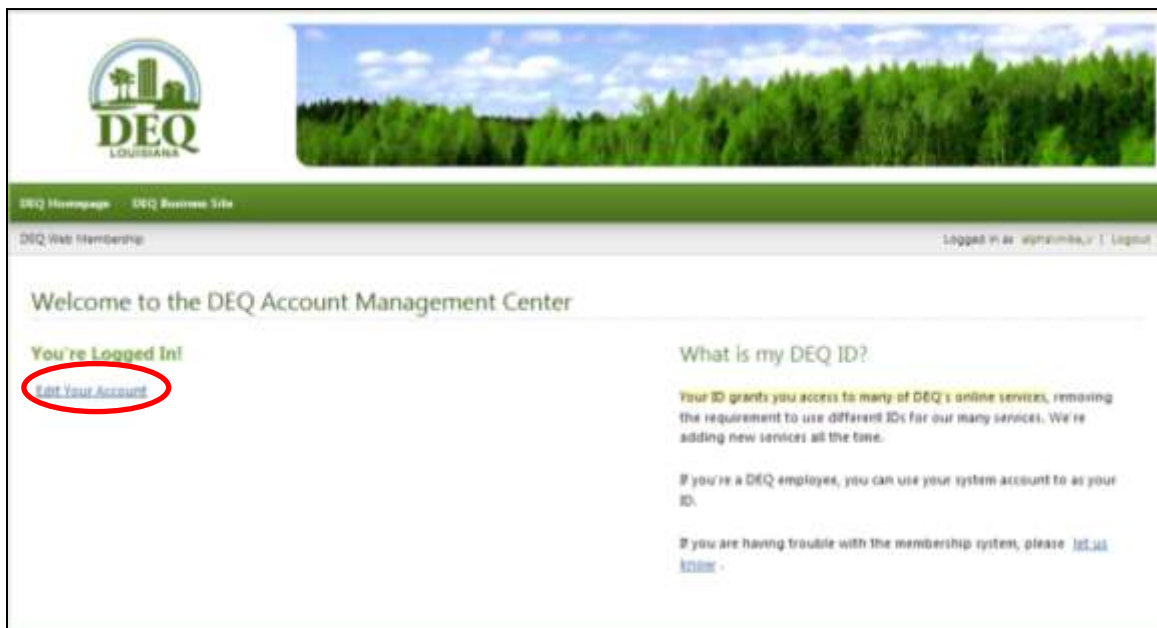 DEQ
LOUISIANA
DEQ Homepage DEQ Business Site
DEQ Web Membership
Logged in as | Logout
Welcome to the DEQ Account Management Center
You're Logged In!
Edit Your Account
What is my DEQ ID?
Your ID grants you access to many of DEQ's online services, removing
the requirement to use different IDs for our many services. We're
adding new services all the time.
If you're a DEQ employee, you can use your system account to as your
ID.
If you are having trouble with the membership system, please let us
know .